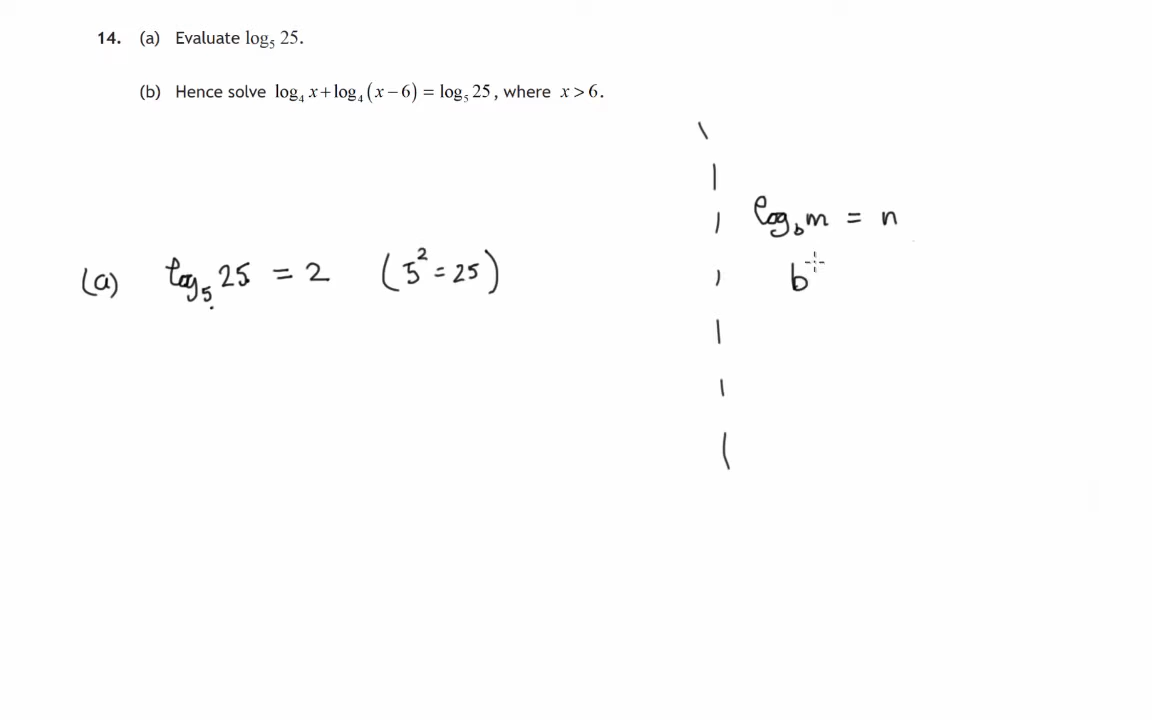 14. (a) Evaluate log₅ 25.
(b) Hence solve log₄ x + log₄ (x − 6) = log₅ 25, where x > 6.
log_b m = n
(a) log₅ 25 = 2 (5² = 25)
b